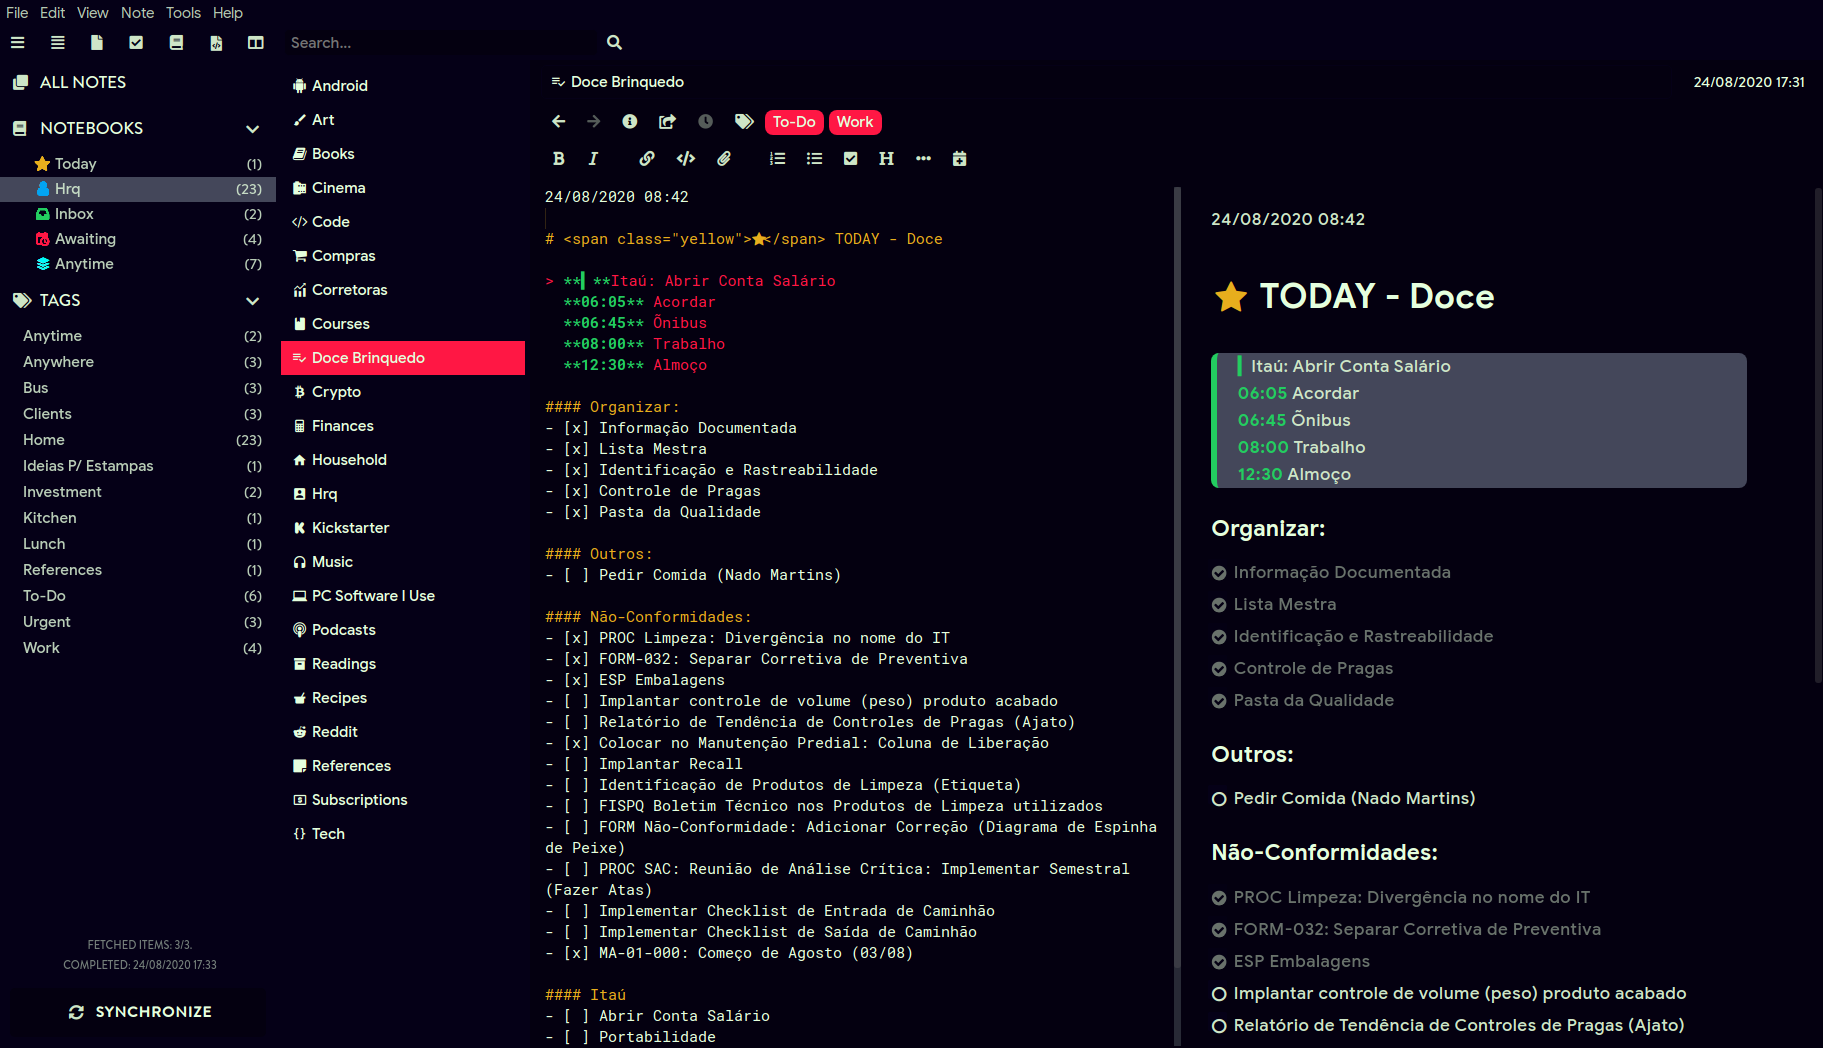 File Edit View Note Tools Help
Search...
ALL NOTES
NOTEBOOKS
Today (1)
Hrq (23)
Inbox (2)
Awaiting (4)
Anytime (7)
TAGS
Anytime (2)
Anywhere (3)
Bus (3)
Clients (3)
Home (23)
Ideias P/ Estampas (1)
Investment (2)
Kitchen (1)
Lunch (1)
References (1)
To-Do (6)
Urgent (3)
Work (4)
FETCHED ITEMS: 3/3.
COMPLETED: 24/08/2020 17:33
SYNCHRONIZE
Android
Art
Books
Cinema
Code
Compras
Corretoras
Courses
Doce Brinquedo
Crypto
Finances
Household
Hrq
Kickstarter
Music
PC Software I Use
Podcasts
Readings
Recipes
Reddit
References
Subscriptions
Tech
Doce Brinquedo
24/08/2020 17:31
To-Do Work
24/08/2020 08:42
# <span class="yellow">⭐</span> TODAY - Doce
> **▎**Itaú: Abrir Conta Salário
**06:05** Acordar
**06:45** Õnibus
**08:00** Trabalho
**12:30** Almoço
#### Organizar:
- [x] Informação Documentada
- [x] Lista Mestra
- [x] Identificação e Rastreabilidade
- [x] Controle de Pragas
- [x] Pasta da Qualidade
#### Outros:
- [ ] Pedir Comida (Nado Martins)
#### Não-Conformidades:
- [x] PROC Limpeza: Divergência no nome do IT
- [x] FORM-032: Separar Corretiva de Preventiva
- [x] ESP Embalagens
- [ ] Implantar controle de volume (peso) produto acabado
- [ ] Relatório de Tendência de Controles de Pragas (Ajato)
- [x] Colocar no Manutenção Predial: Coluna de Liberação
- [ ] Implantar Recall
- [ ] Identificação de Produtos de Limpeza (Etiqueta)
- [ ] FISPQ Boletim Técnico nos Produtos de Limpeza utilizados
- [ ] FORM Não-Conformidade: Adicionar Correção (Diagrama de Espinha
de Peixe)
- [ ] PROC SAC: Reunião de Análise Crítica: Implementar Semestral
(Fazer Atas)
- [ ] Implementar Checklist de Entrada de Caminhão
- [ ] Implementar Checklist de Saída de Caminhão
- [x] MA-01-000: Começo de Agosto (03/08)
#### Itaú
- [ ] Abrir Conta Salário
- [ ] Portabilidade
24/08/2020 08:42
TODAY - Doce
Itaú: Abrir Conta Salário
06:05 Acordar
06:45 Õnibus
08:00 Trabalho
12:30 Almoço
Organizar:
Informação Documentada
Lista Mestra
Identificação e Rastreabilidade
Controle de Pragas
Pasta da Qualidade
Outros:
Pedir Comida (Nado Martins)
Não-Conformidades:
PROC Limpeza: Divergência no nome do IT
FORM-032: Separar Corretiva de Preventiva
ESP Embalagens
Implantar controle de volume (peso) produto acabado
Relatório de Tendência de Controles de Pragas (Ajato)